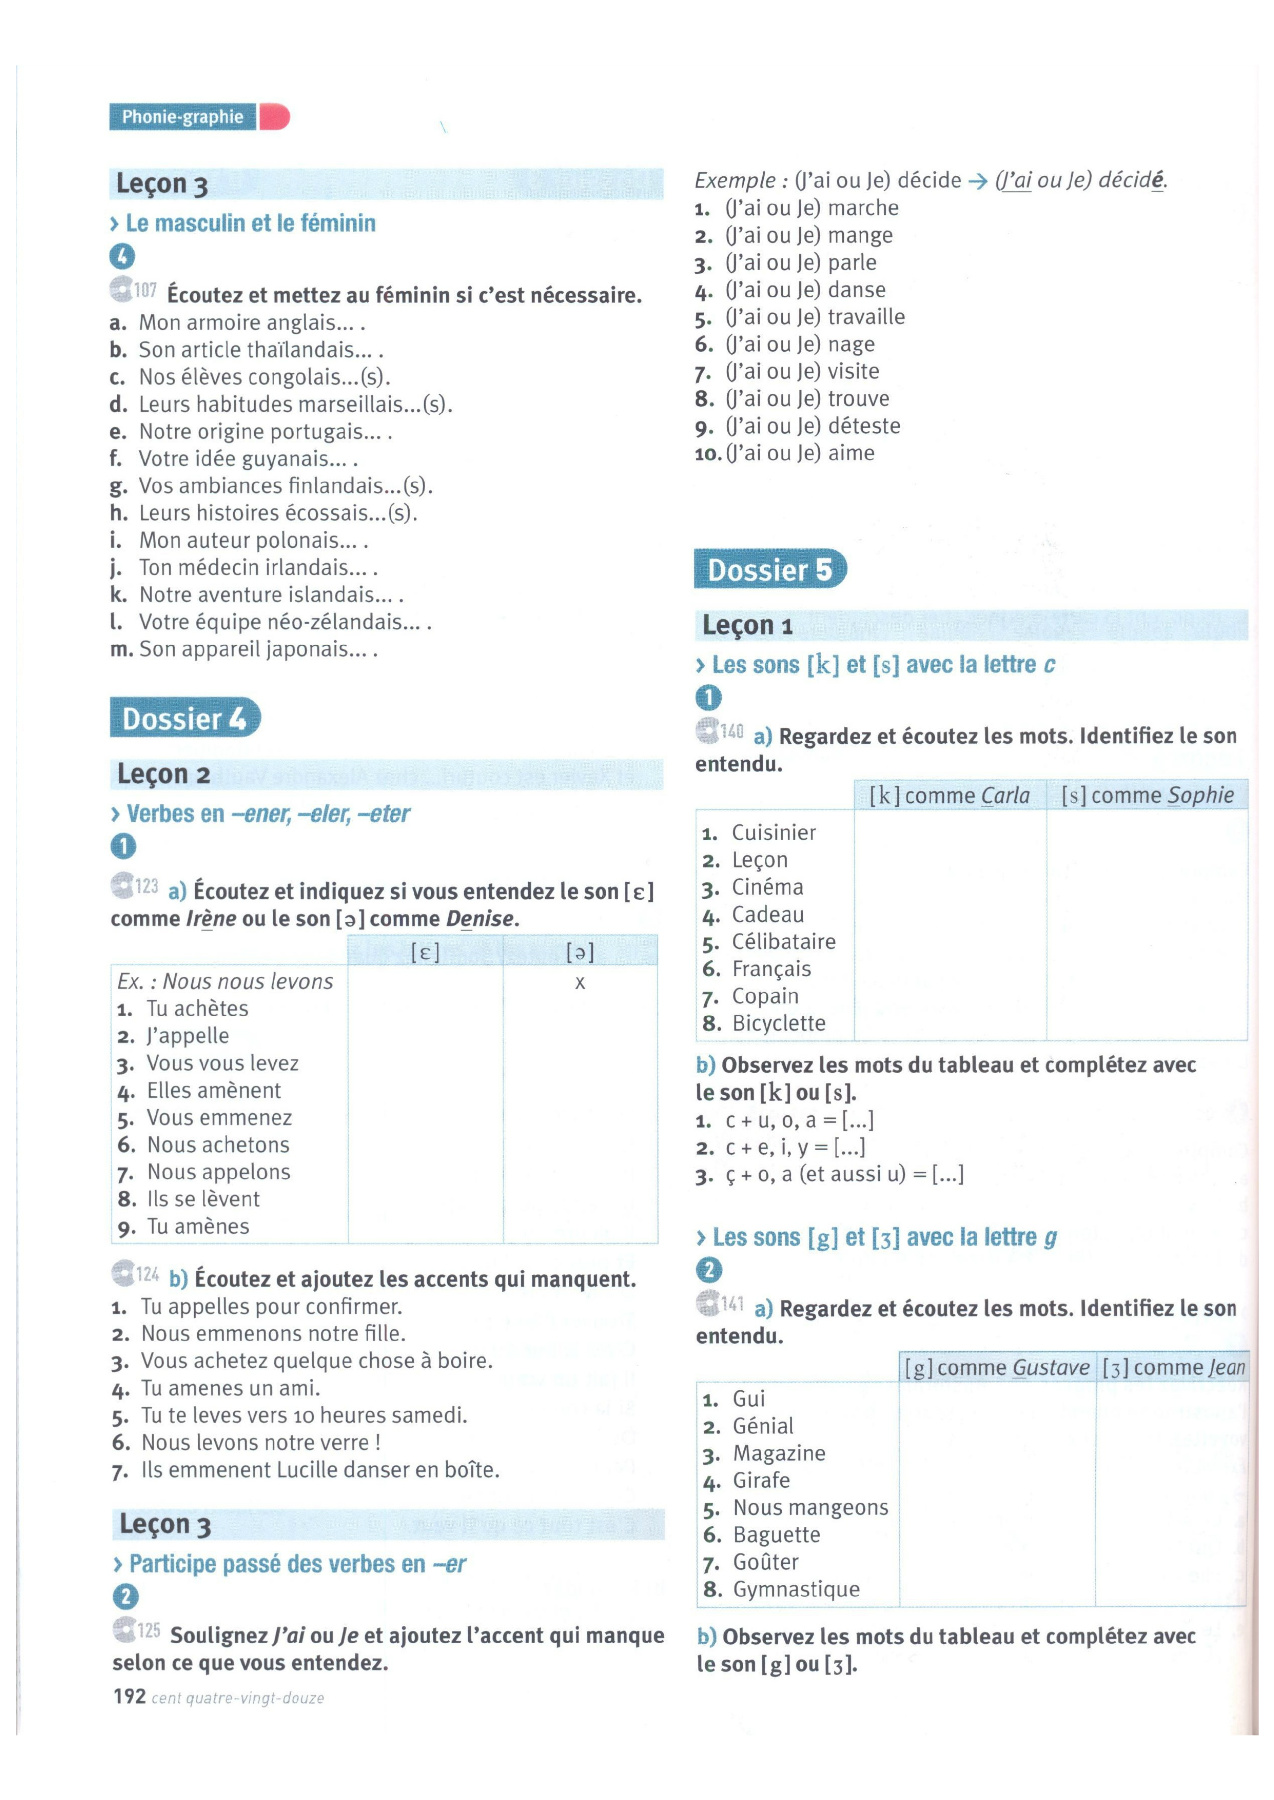 Phonie-graphie
Leçon 3
› Le masculin et le féminin
4
107 Écoutez et mettez au féminin si c'est nécessaire.
a. Mon armoire anglais... .
b. Son article thaïlandais... .
c. Nos élèves congolais...(s).
d. Leurs habitudes marseillais...(s).
e. Notre origine portugais... .
f. Votre idée guyanais... .
g. Vos ambiances finlandais...(s).
h. Leurs histoires écossais...(s).
i. Mon auteur polonais... .
j. Ton médecin irlandais... .
k. Notre aventure islandais... .
l. Votre équipe néo-zélandais... .
m. Son appareil japonais... .
Dossier 4
Leçon 2
› Verbes en –ener, –eler, –eter
1
123 a) Écoutez et indiquez si vous entendez le son [ɛ]
comme Irène ou le son [ə] comme Denise.
[ɛ] [ə]
Ex. : Nous nous levons x
1. Tu achètes
2. J'appelle
3. Vous vous levez
4. Elles amènent
5. Vous emmenez
6. Nous achetons
7. Nous appelons
8. Ils se lèvent
9. Tu amènes
124 b) Écoutez et ajoutez les accents qui manquent.
1. Tu appelles pour confirmer.
2. Nous emmenons notre fille.
3. Vous achetez quelque chose à boire.
4. Tu amenes un ami.
5. Tu te leves vers 10 heures samedi.
6. Nous levons notre verre !
7. Ils emmenent Lucille danser en boîte.
Leçon 3
› Participe passé des verbes en –er
2
125 Soulignez J'ai ou Je et ajoutez l'accent qui manque
selon ce que vous entendez.
192 cent quatre-vingt-douze
Exemple : (J'ai ou Je) décide → (J'ai ou Je) décidé.
1. (J'ai ou Je) marche
2. (J'ai ou Je) mange
3. (J'ai ou Je) parle
4. (J'ai ou Je) danse
5. (J'ai ou Je) travaille
6. (J'ai ou Je) nage
7. (J'ai ou Je) visite
8. (J'ai ou Je) trouve
9. (J'ai ou Je) déteste
10. (J'ai ou Je) aime
Dossier 5
Leçon 1
› Les sons [k] et [s] avec la lettre c
1
140 a) Regardez et écoutez les mots. Identifiez le son
entendu.
[k] comme Carla [s] comme Sophie
1. Cuisinier
2. Leçon
3. Cinéma
4. Cadeau
5. Célibataire
6. Français
7. Copain
8. Bicyclette
b) Observez les mots du tableau et complétez avec
le son [k] ou [s].
1. c + u, o, a = [...]
2. c + e, i, y = [...]
3. ç + o, a (et aussi u) = [...]
› Les sons [g] et [ʒ] avec la lettre g
2
141 a) Regardez et écoutez les mots. Identifiez le son
entendu.
[g] comme Gustave [ʒ] comme Jean
1. Gui
2. Génial
3. Magazine
4. Girafe
5. Nous mangeons
6. Baguette
7. Goûter
8. Gymnastique
b) Observez les mots du tableau et complétez avec
le son [g] ou [ʒ].